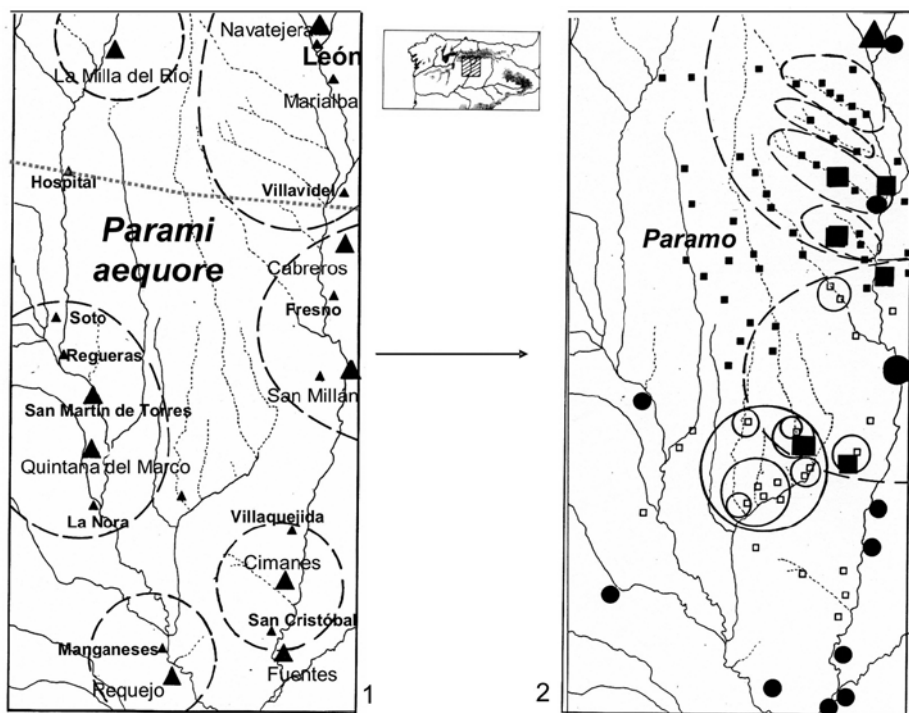 Navatejera
León
La Milla del Río
Marialba
Hospital
Villavidel
Parami
aequore
Cabreros
Fresno
Soto
Regueras
San Millán
San Martín de Torres
Quintana del Marco
La Nora
Villaquejida
Cimanes
San Cristóbal
Manganeses
Requejo
Fuentes
1
Paramo
2